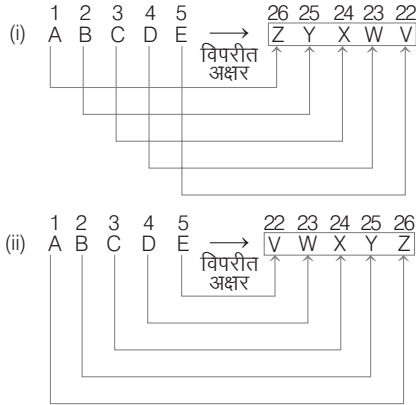 1 2 3 4 5 26 25 24 23 22
(i) A B C D E → Z Y X W V
विपरीत
अक्षर
1 2 3 4 5 22 23 24 25 26
(ii) A B C D E → V W X Y Z
विपरीत
अक्षर